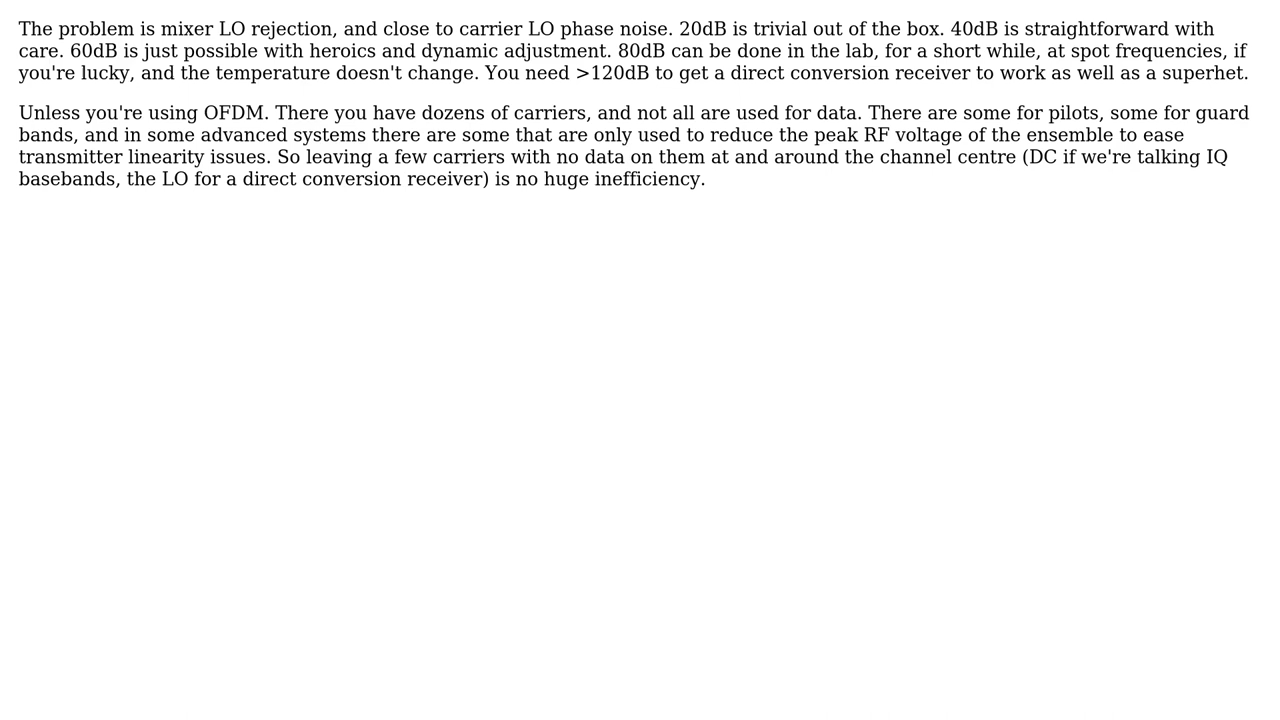 The problem is mixer LO rejection, and close to carrier LO phase noise. 20dB is trivial out of the box. 40dB is straightforward with
care. 60dB is just possible with heroics and dynamic adjustment. 80dB can be done in the lab, for a short while, at spot frequencies, if
you're lucky, and the temperature doesn't change. You need >120dB to get a direct conversion receiver to work as well as a superhet.
Unless you're using OFDM. There you have dozens of carriers, and not all are used for data. There are some for pilots, some for guard
bands, and in some advanced systems there are some that are only used to reduce the peak RF voltage of the ensemble to ease
transmitter linearity issues. So leaving a few carriers with no data on them at and around the channel centre (DC if we're talking IQ
basebands, the LO for a direct conversion receiver) is no huge inefficiency.